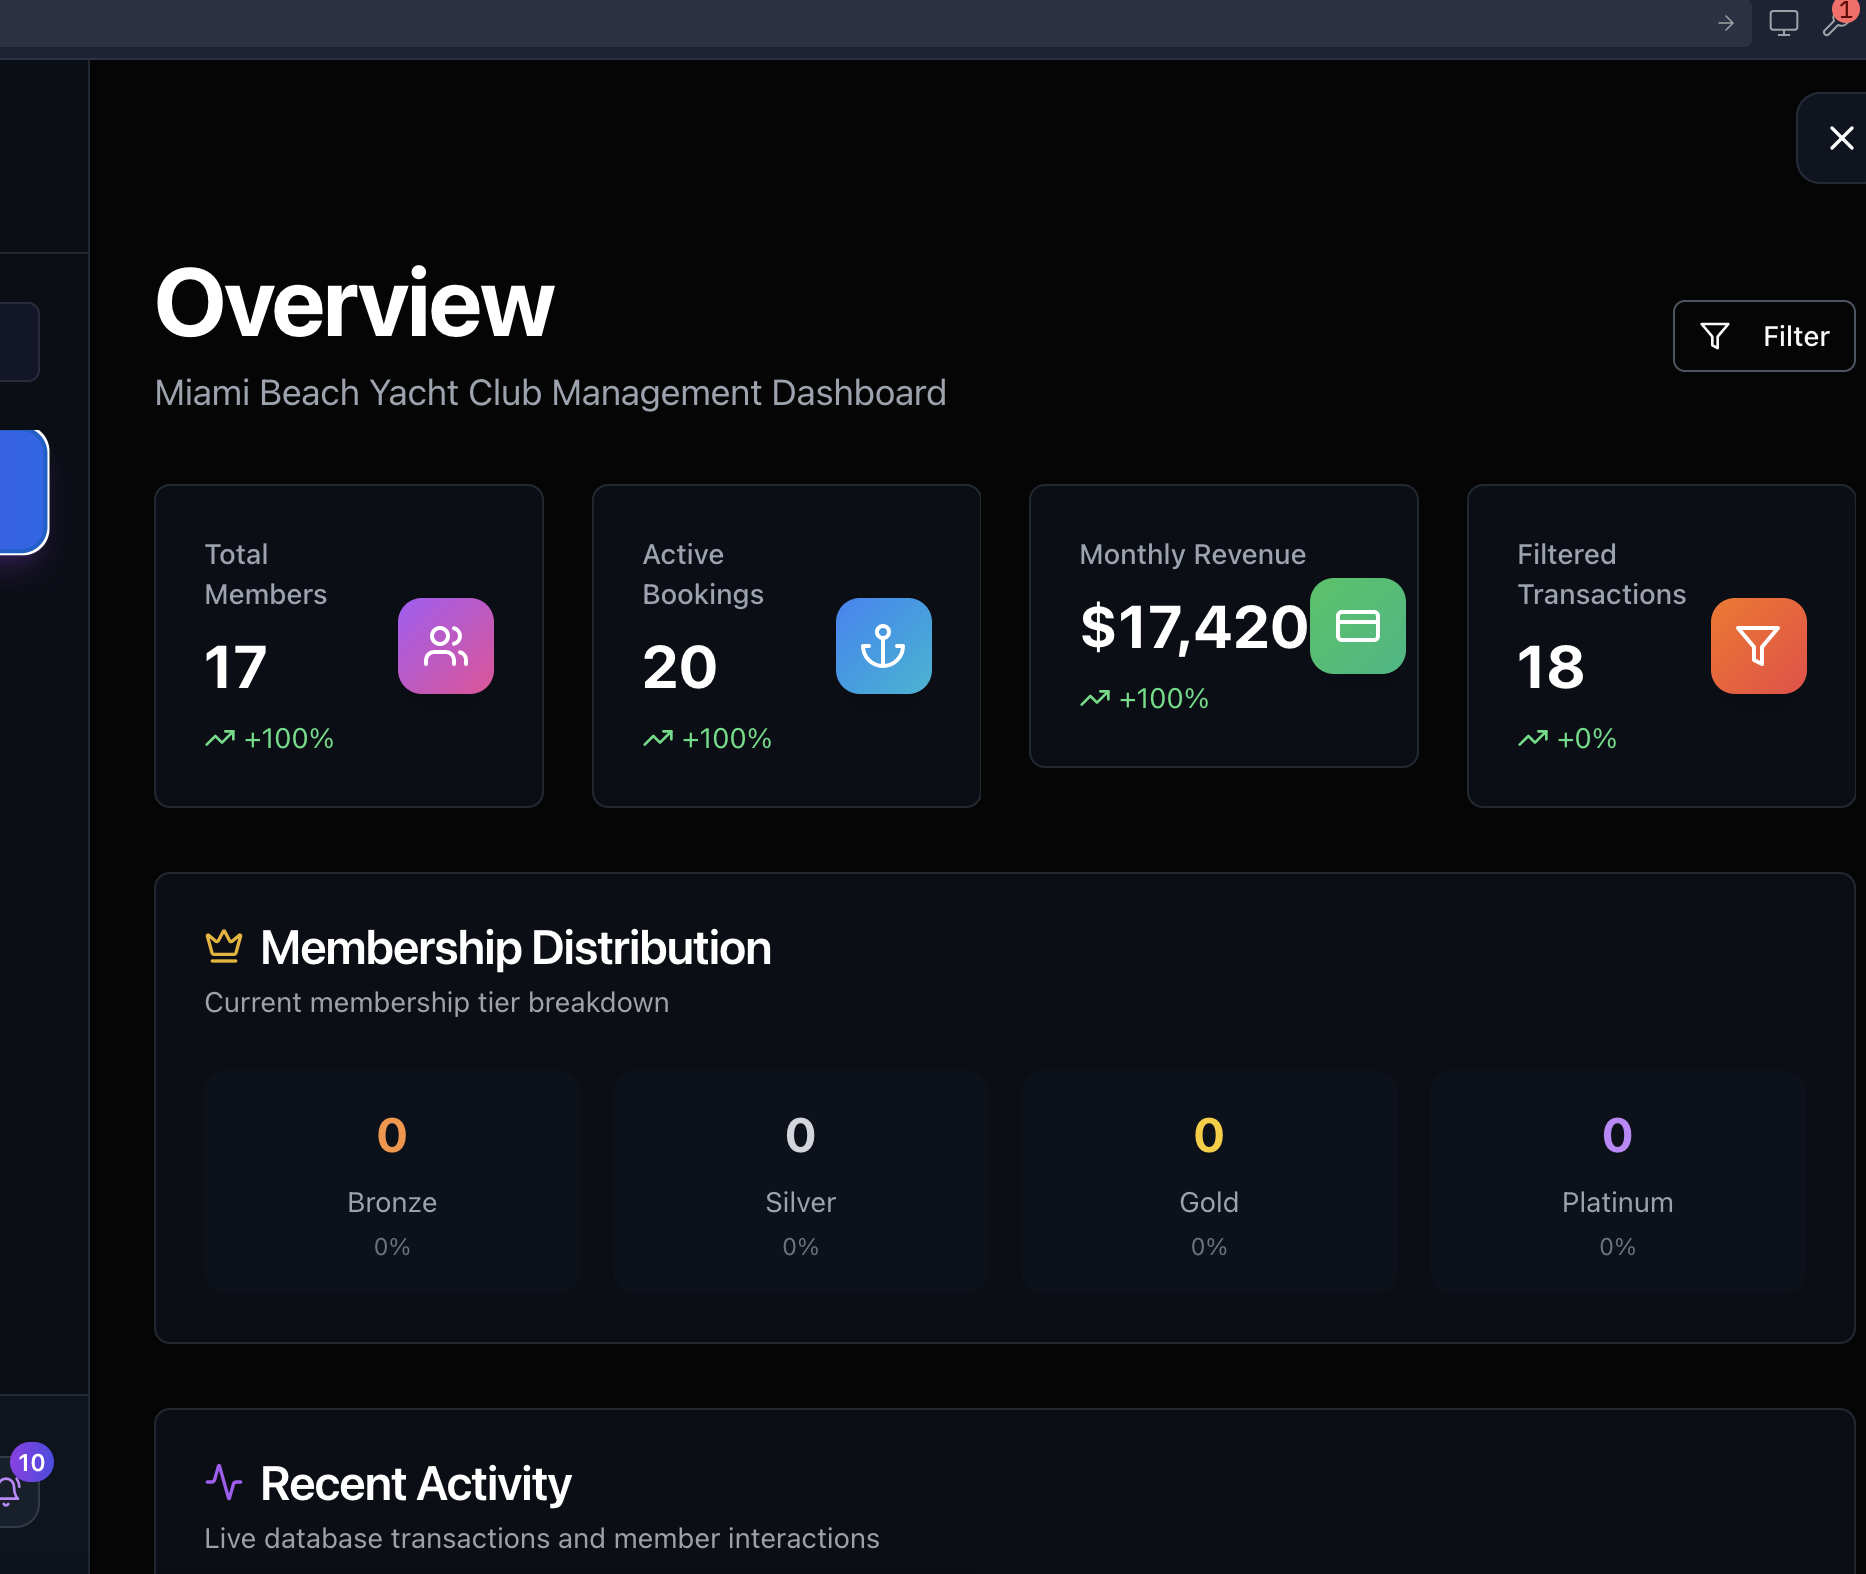 1
Overview
Filter
Miami Beach Yacht Club Management Dashboard
Total
Members
17
+100%
Active
Bookings
20
+100%
Monthly Revenue
$17,420
+100%
Filtered
Transactions
18
+0%
Membership Distribution
Current membership tier breakdown
0
Bronze
0%
0
Silver
0%
0
Gold
0%
0
Platinum
0%
10
Recent Activity
Live database transactions and member interactions